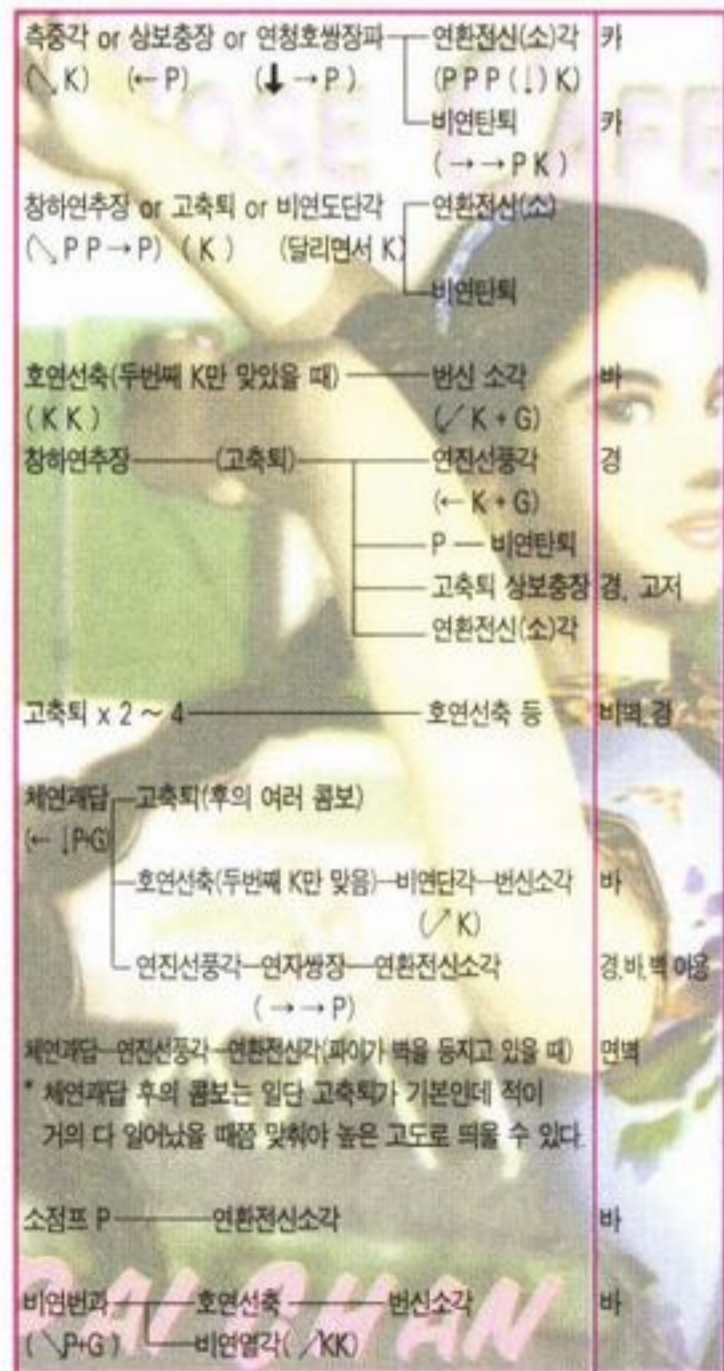 측중각 or 상보충장 or 연청호쌍장파 ─ 연환전신(소)각 카
(↘ K) (← P) (↓ → P) (P P P (↓) K)
비연탄퇴 카
(→ → P K)
창하연추장 or 고축퇴 or 비연도단각 ─ 연환전신(소)
(↘ P P → P) ( K ) (달리면서 K)
비연탄퇴
호연선축(두번째 K만 맞았을 때) ─ 번신 소각 바
( K K ) (↙ K + G)
창하연추장 ─ (고축퇴) ─ 연진선풍각 경
(← K + G)
P ─ 비연탄퇴
고축퇴 상보충장 경, 고저
연환전신(소)각
고축퇴 x 2 ~ 4 ─ 호연선축 등 비벽, 경
체연괘답 ─ 고축퇴(후의 여러 콤보)
(← ↓P+G)
호연선축(두번째 K만 맞음)─비연단각─번신소각 바
(↗ K)
연진선풍각─연자쌍장─연환전신소각 경,바,벽 이용
( → → P)
체연괘답─연진선풍각─연환전신각(파이가 벽을 등지고 있을 때) 면벽
* 체연괘답 후의 콤보는 일단 고축퇴가 기본인데 적이
거의 다 일어났을 때쯤 맞춰야 높은 고도로 띄울 수 있다.
소점프 P ─ 연환전신소각 바
비연번과 ─ 호연선축 ─ 번신소각 바
( ↘P+G ) 비연열각( ↗KK)
PAI CHAN